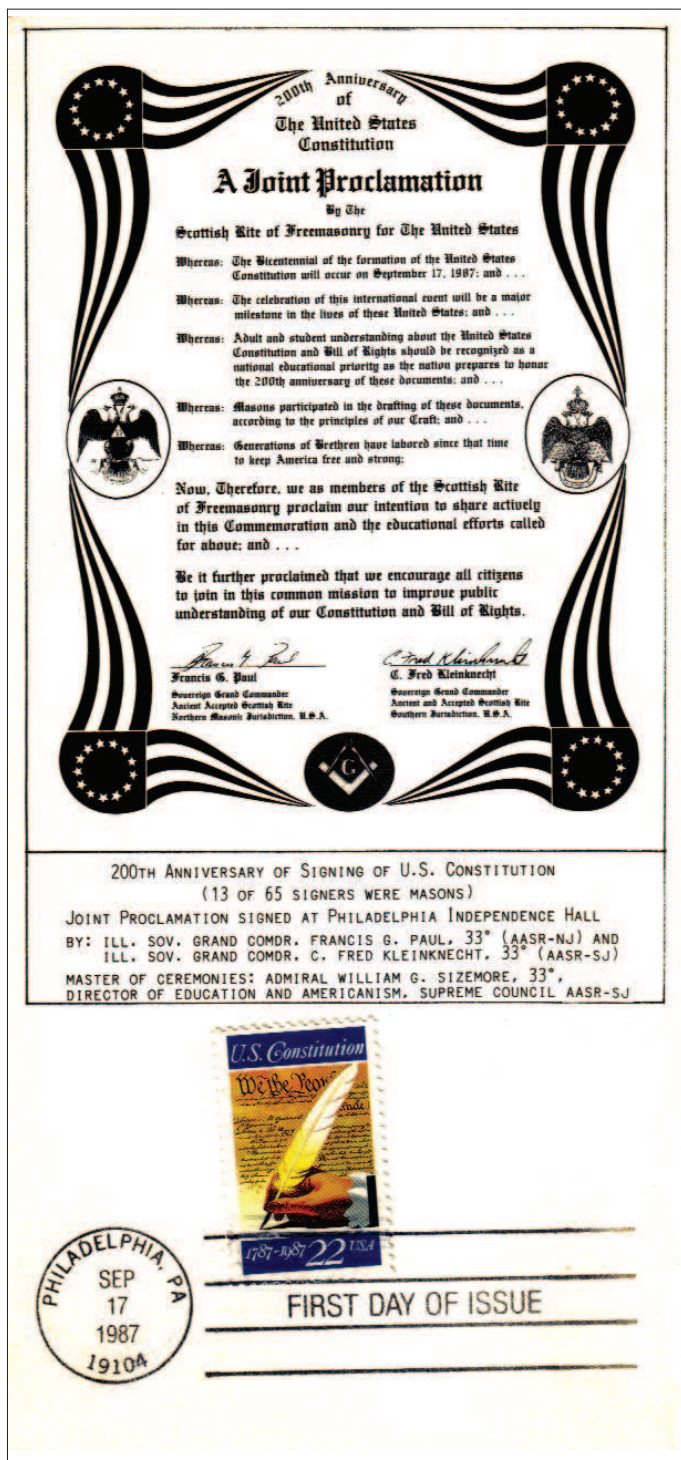 200th Anniversary
of
The United States
Constitution
A Joint Proclamation
By The
Scottish Rite of Freemasonry for The United States
Whereas: The Bicentennial of the formation of the United States
Constitution will occur on September 17, 1987; and . . .
Whereas: The celebration of this international event will be a major
milestone in the lives of these United States; and . . .
Whereas: Adult and student understanding about the United States
Constitution and Bill of Rights should be recognized as a
national educational priority as the nation prepares to honor
the 200th anniversary of these documents; and . . .
Whereas: Masons participated in the drafting of these documents,
according to the principles of our Craft; and . . .
Whereas: Generations of Brethren have labored since that time
to keep America free and strong;
Now, Therefore, we as members of the Scottish Rite
of Freemasonry proclaim our intention to share actively
in this Commemoration and the educational efforts called
for above; and . . .
Be it further proclaimed that we encourage all citizens
to join in this common mission to improve public
understanding of our Constitution and Bill of Rights.
Francis G. Paul C. Fred Kleinknecht
Francis G. Paul
Sovereign Grand Commander
Ancient Accepted Scottish Rite
Northern Masonic Jurisdiction, U.S.A.
C. Fred Kleinknecht
Sovereign Grand Commander
Ancient and Accepted Scottish Rite
Southern Jurisdiction, U.S.A.
G
200TH ANNIVERSARY OF SIGNING OF U.S. CONSTITUTION
(13 OF 65 SIGNERS WERE MASONS)
JOINT PROCLAMATION SIGNED AT PHILADELPHIA INDEPENDENCE HALL
BY: ILL. SOV. GRAND COMDR. FRANCIS G. PAUL, 33° (AASR-NJ) AND
ILL. SOV. GRAND COMDR. C. FRED KLEINKNECHT, 33° (AASR-SJ)
MASTER OF CEREMONIES: ADMIRAL WILLIAM G. SIZEMORE, 33°,
DIRECTOR OF EDUCATION AND AMERICANISM, SUPREME COUNCIL AASR-SJ
U.S. Constitution
We the Peop
1787-1987 22 USA
PHILADELPHIA, PA
SEP
17
1987
19104
FIRST DAY OF ISSUE